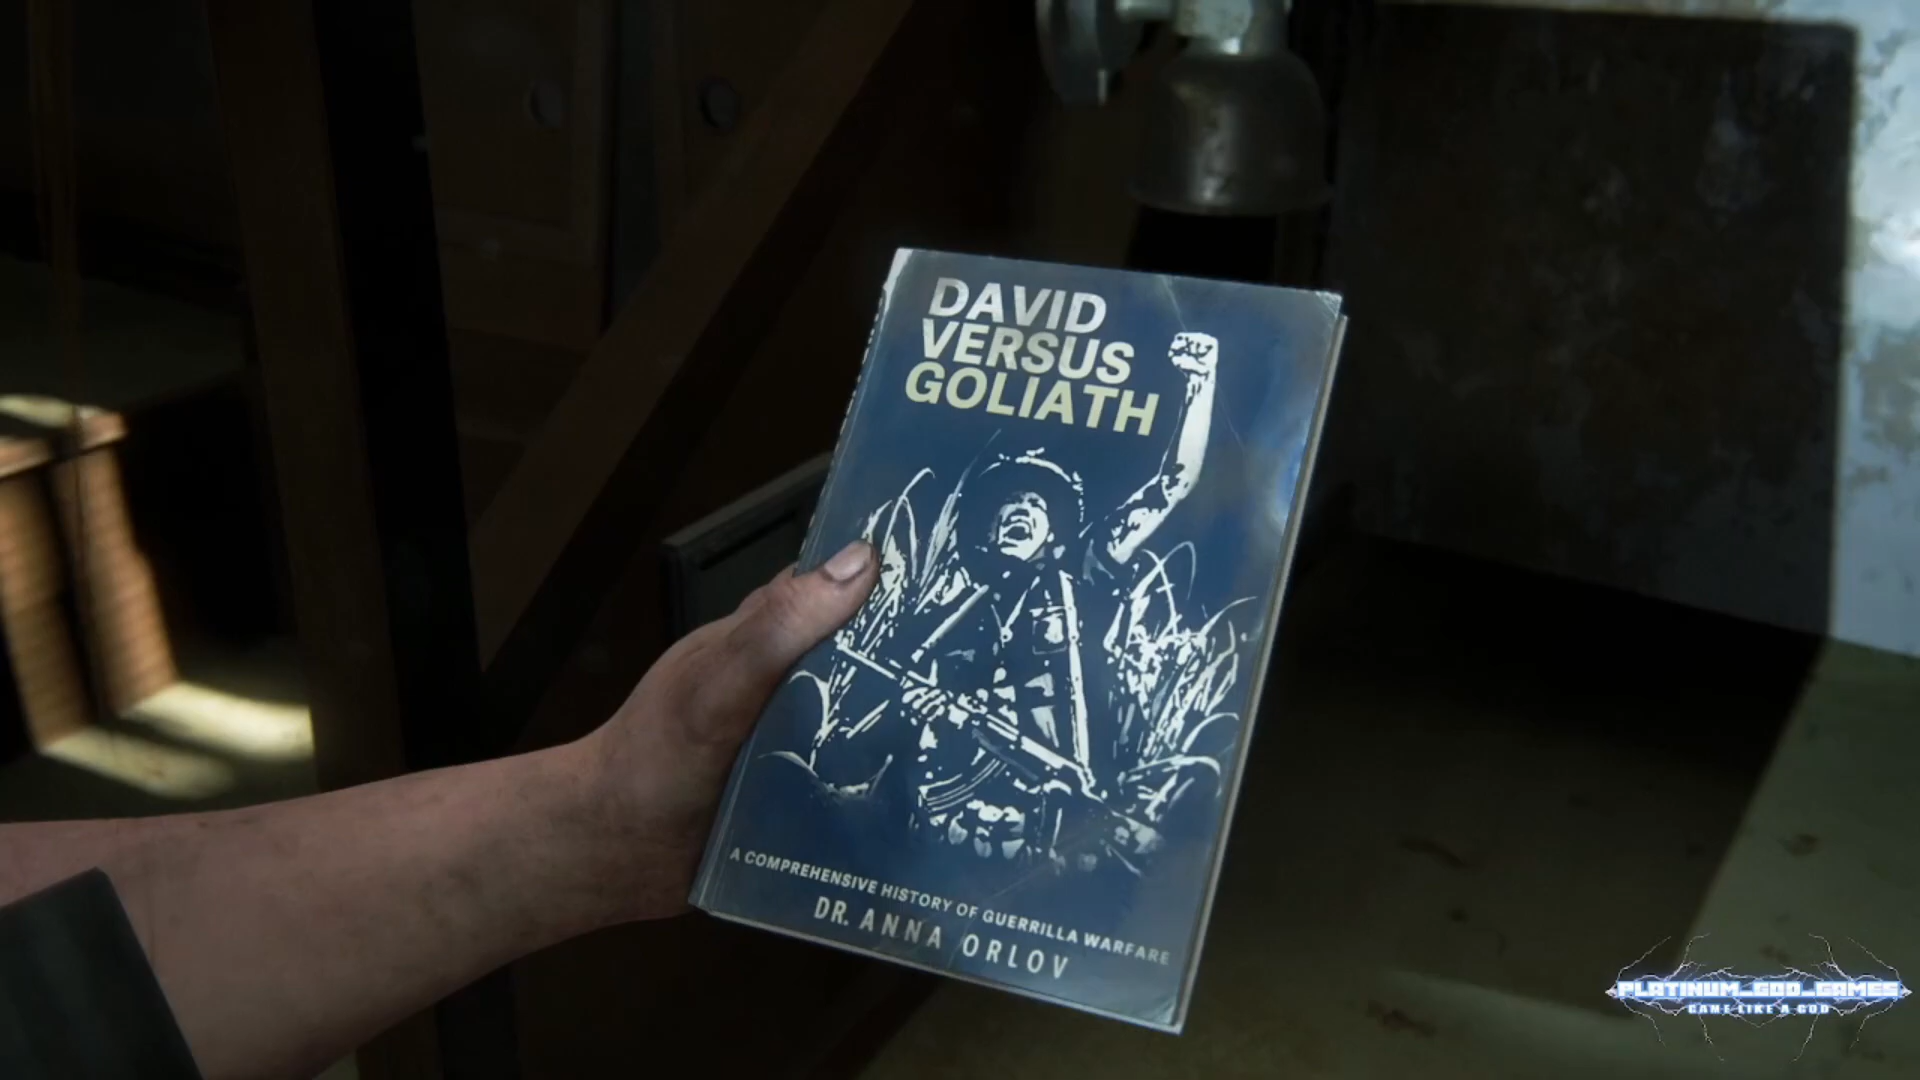 DAVID
VERSUS
GOLIATH
A COMPREHENSIVE HISTORY OF GUERRILLA WARFARE
DR. ANNA ORLOV
PLATINUM_GOD_GAMES
GAME LIKE A GOD